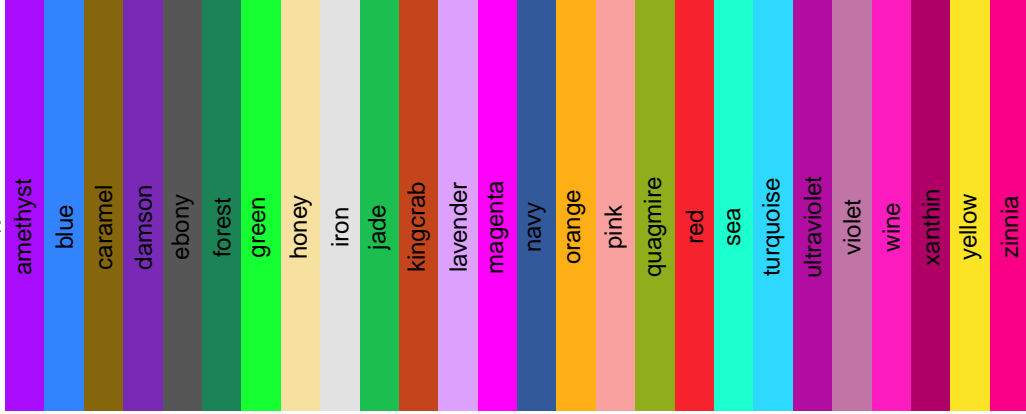 amethyst
blue
caramel
damson
ebony
forest
green
honey
iron
jade
kingcrab
lavender
magenta
navy
orange
pink
quagmire
red
sea
turquoise
ultraviolet
violet
wine
xanthin
yellow
zinnia